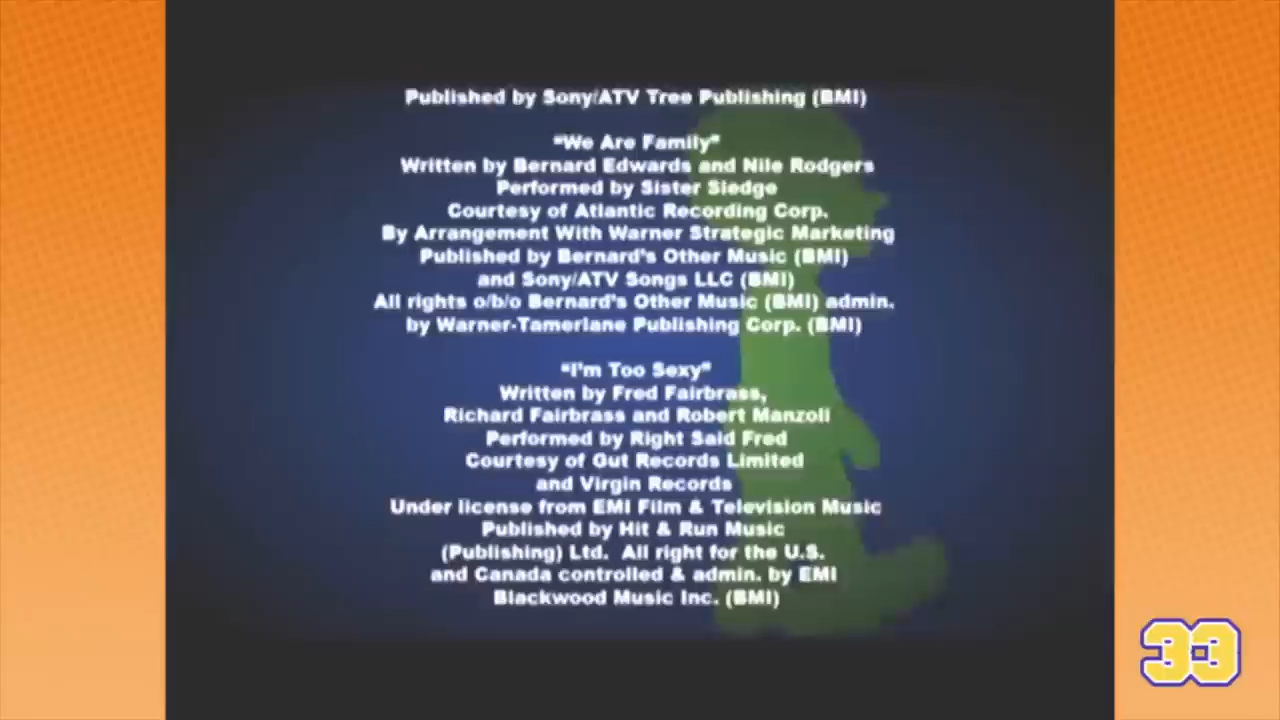 Published by Sony/ATV Tree Publishing (BMI)
"We Are Family"
Written by Bernard Edwards and Nile Rodgers
Performed by Sister Sledge
Courtesy of Atlantic Recording Corp.
By Arrangement With Warner Strategic Marketing
Published by Bernard's Other Music (BMI)
and Sony/ATV Songs LLC (BMI)
All rights o/b/o Bernard's Other Music (BMI) admin.
by Warner-Tamerlane Publishing Corp. (BMI)
"I'm Too Sexy"
Written by Fred Fairbrass,
Richard Fairbrass and Robert Manzoli
Performed by Right Said Fred
Courtesy of Gut Records Limited
and Virgin Records
Under license from EMI Film & Television Music
Published by Hit & Run Music
(Publishing) Ltd.  All right for the U.S.
and Canada controlled & admin. by EMI
Blackwood Music Inc. (BMI)
33